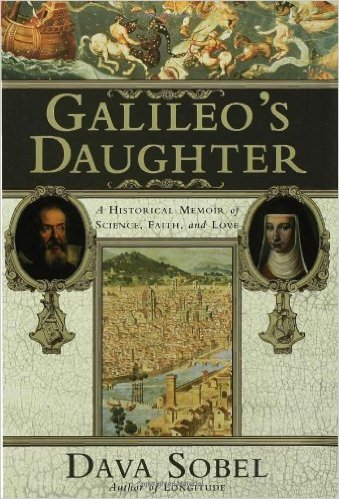 GALILEO'S
DAUGHTER
A HISTORICAL MEMOIR of
SCIENCE, FAITH, and LOVE
DAVA SOBEL
Author of LONGITUDE